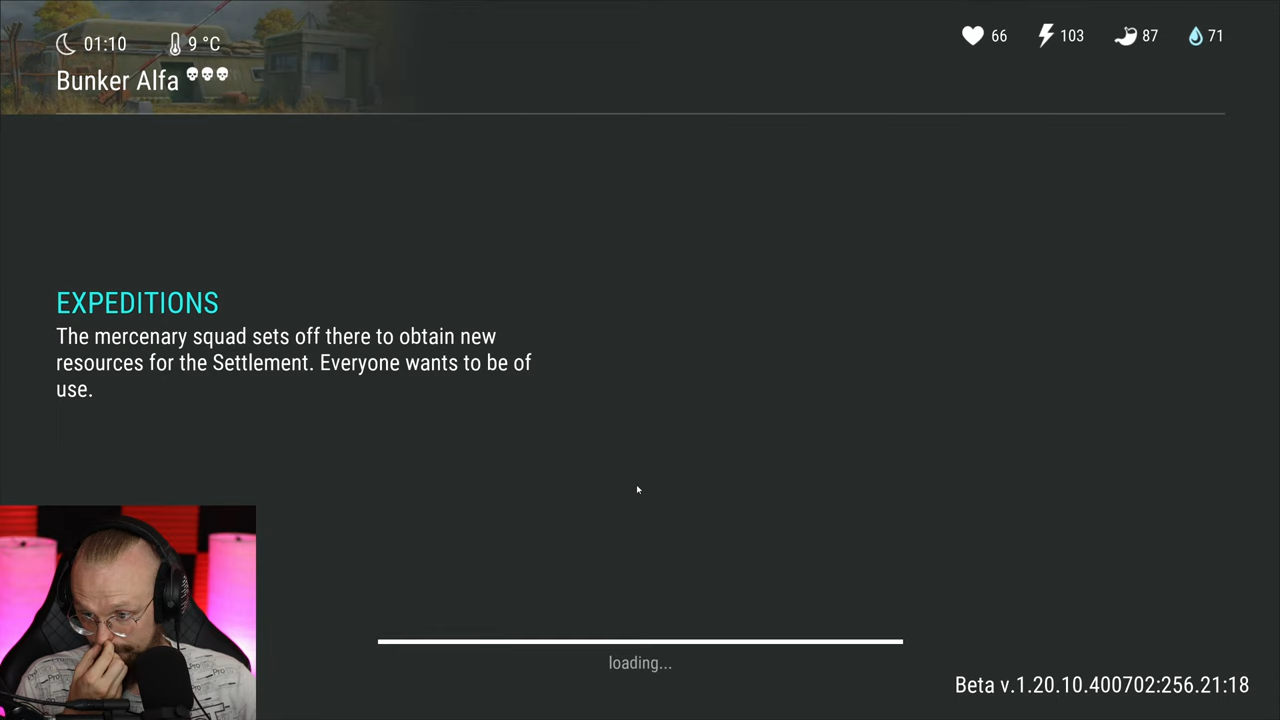 01:10 9 °C
Bunker Alfa
66 103 87 71
EXPEDITIONS
The mercenary squad sets off there to obtain new
resources for the Settlement. Everyone wants to be of
use.
loading...
Beta v.1.20.10.400702:256.21:18